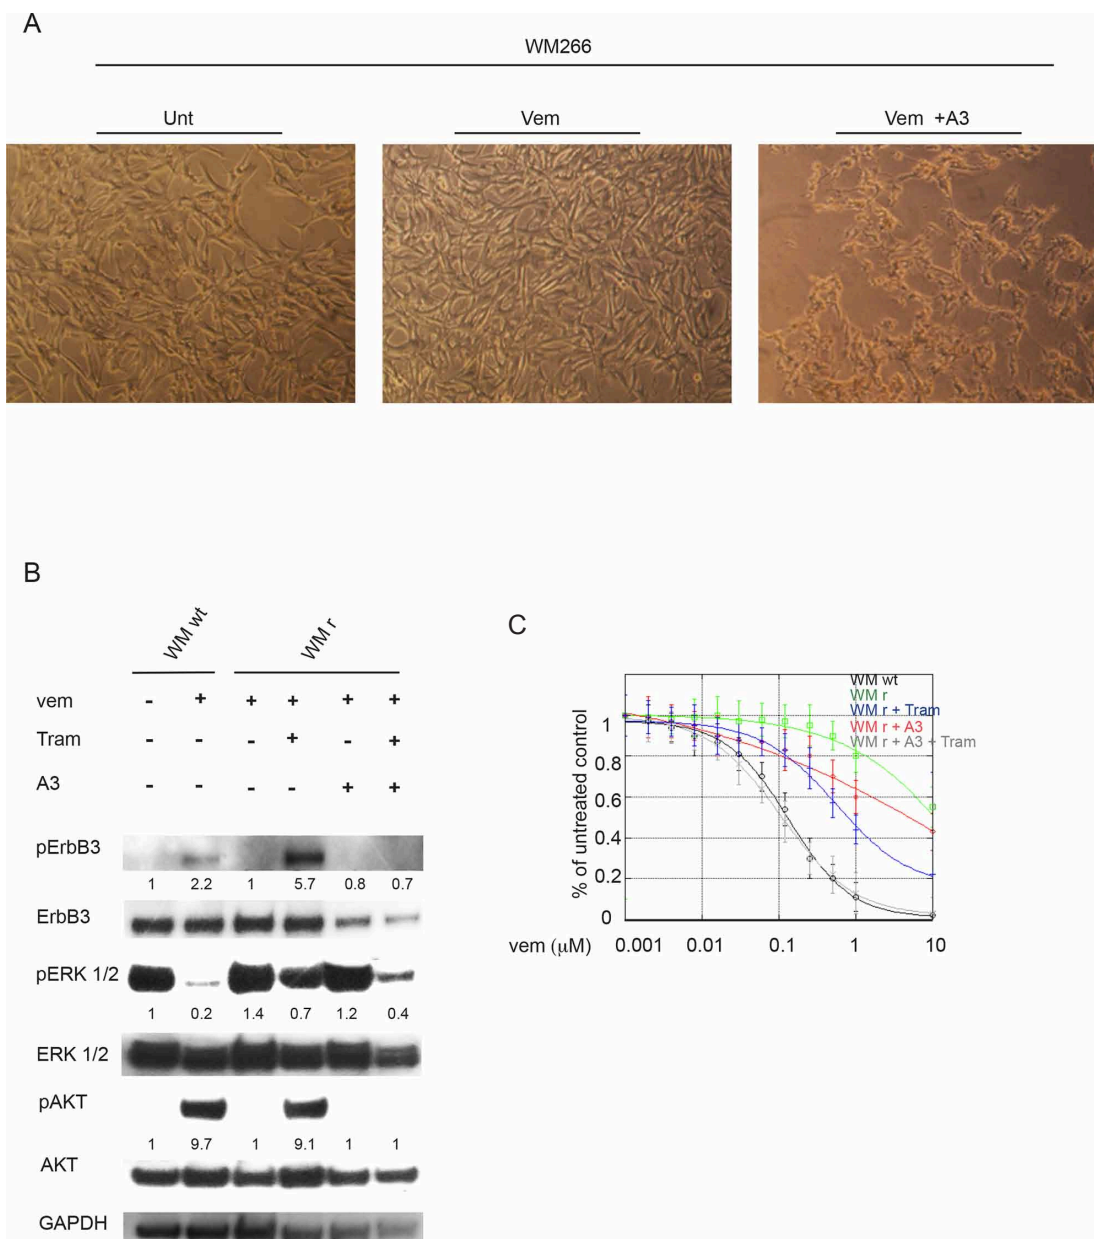 A
WM266
Unt Vem Vem +A3
B
WM wt WM r
vem - + + + + +
Tram - - - + - +
A3 - - - - + +
pErbB3
1 2.2 1 5.7 0.8 0.7
ErbB3
pERK 1/2
1 0.2 1.4 0.7 1.2 0.4
ERK 1/2
pAKT
1 9.7 1 9.1 1 1
AKT
GAPDH
C
WM wt
WM r
WM r + Tram
WM r + A3
WM r + A3 + Tram
% of untreated control
1
0.8
0.6
0.4
0.2
0
vem (μM) 0.001 0.01 0.1 1 10